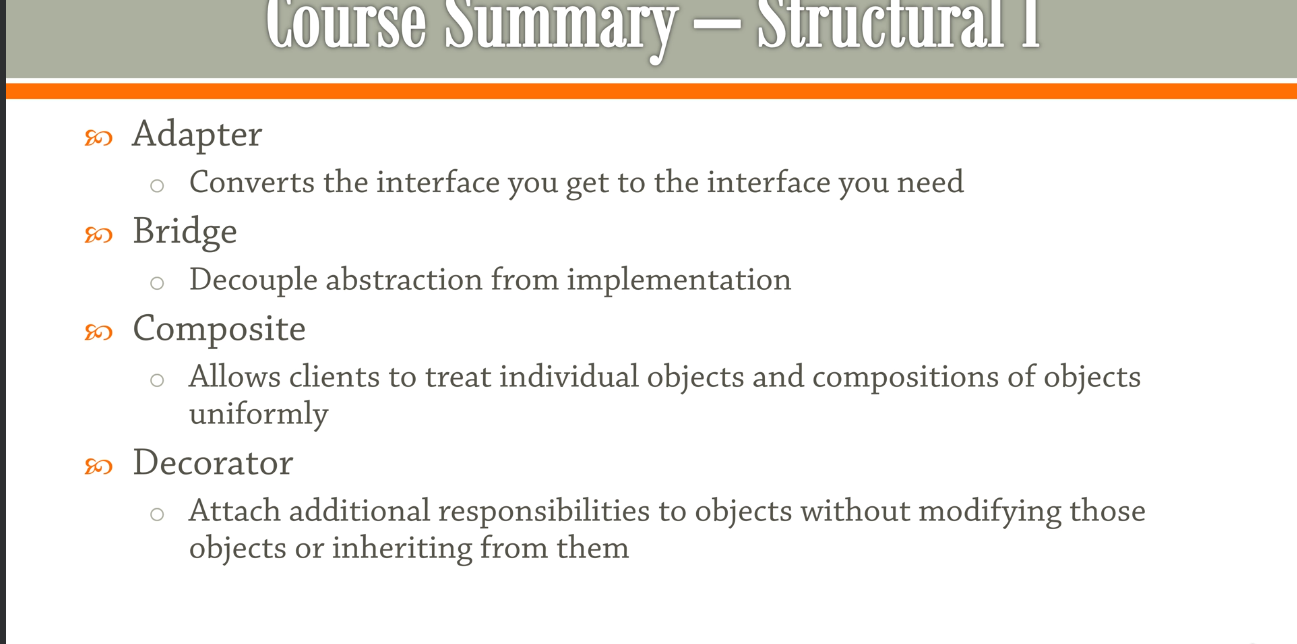 Course Summary – Structural I
Adapter
Converts the interface you get to the interface you need
Bridge
Decouple abstraction from implementation
Composite
Allows clients to treat individual objects and compositions of objects
uniformly
Decorator
Attach additional responsibilities to objects without modifying those
objects or inheriting from them